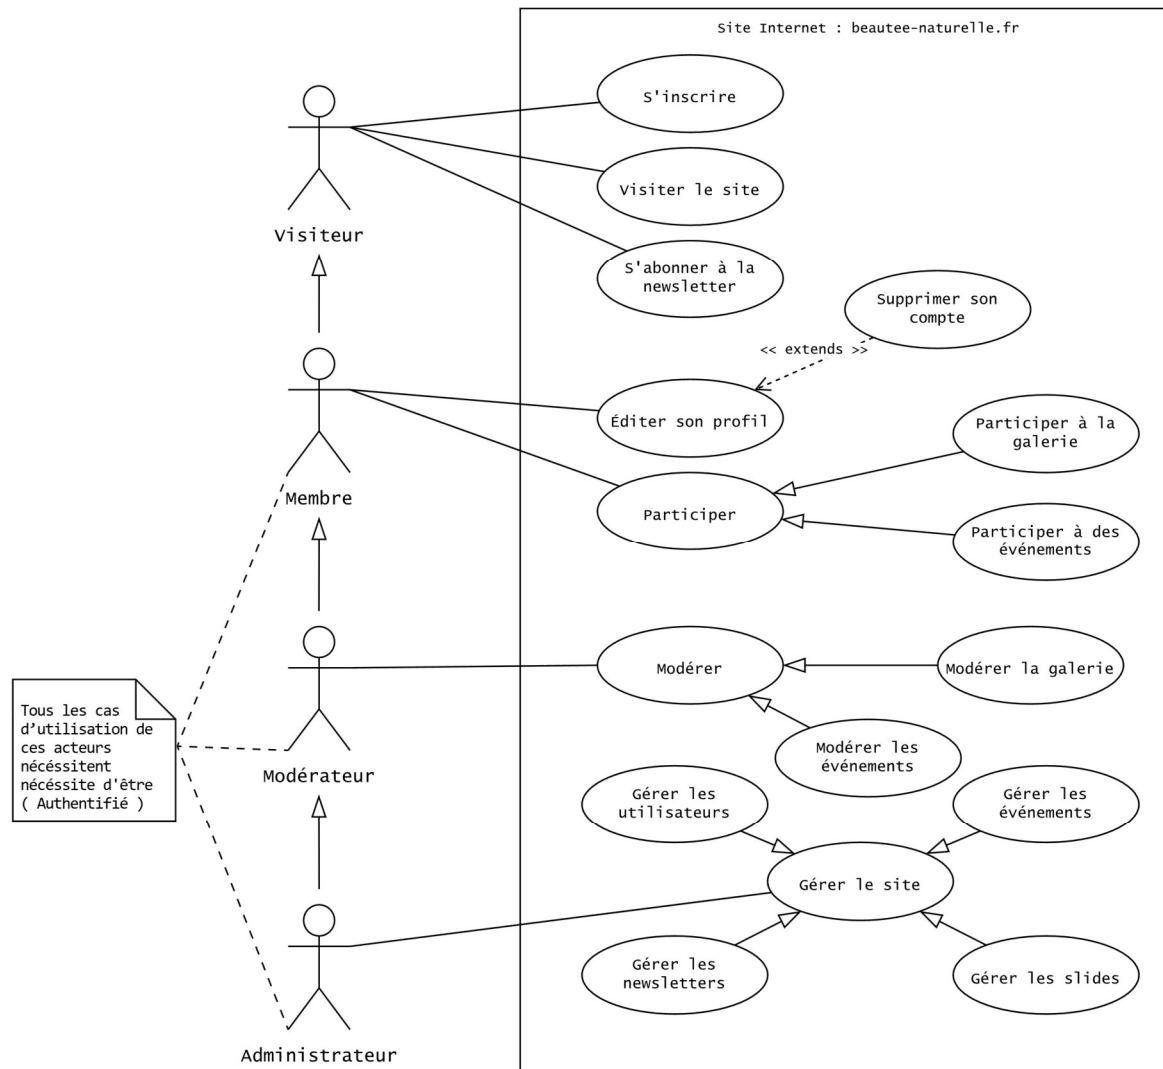 Site Internet : beautee-naturelle.fr
S'inscrire
Visiter le site
Visiteur
S'abonner à la
newsletter
Supprimer son
compte
<< extends >>
Éditer son profil
Participer à la
galerie
Membre
Participer
Participer à des
événements
Modérer
Modérer la galerie
Tous les cas
d’utilisation de
ces acteurs
nécéssitent
nécéssite d'être
( Authentifié )
Modérateur
Modérer les
événements
Gérer les
utilisateurs
Gérer les
événements
Gérer le site
Gérer les
newsletters
Gérer les slides
Administrateur